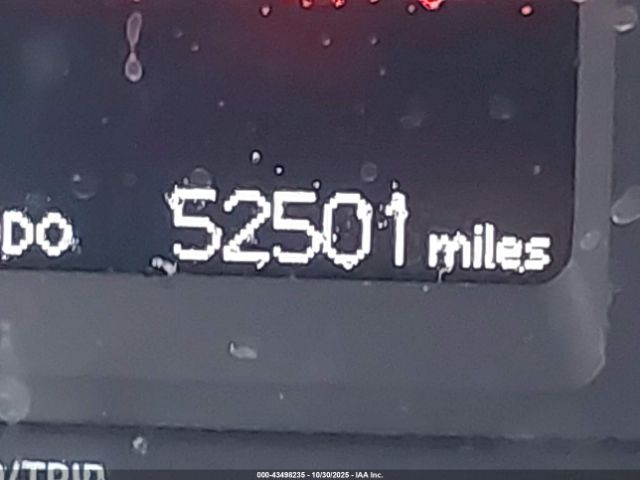 DO 52501 miles
/TRIP
000-43498235 - 10/30/2025 - IAA Inc.